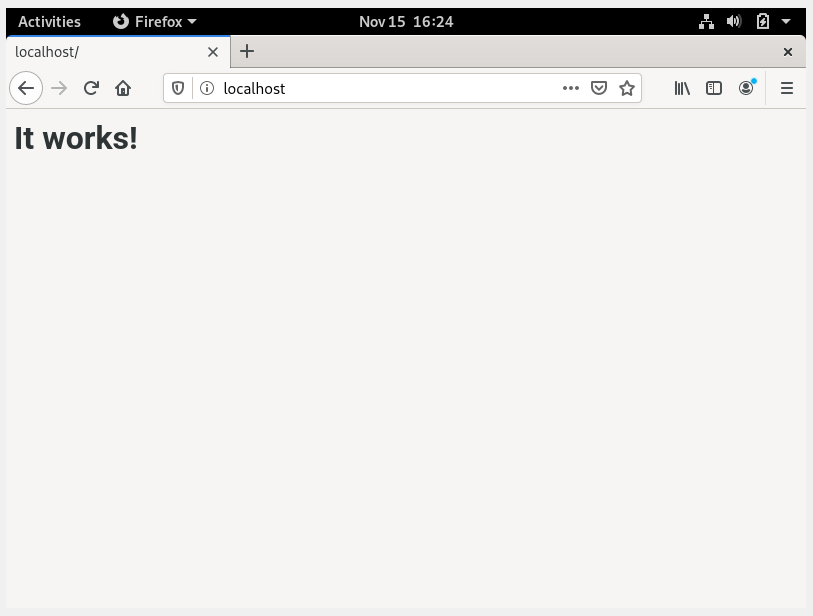 Activities Firefox Nov 15 16:24
localhost/
localhost
It works!